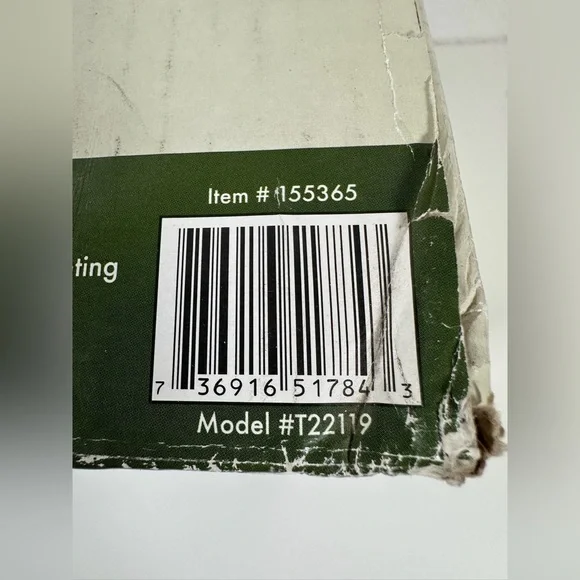 Item # 155365
ting
7 36916 51784 3
Model #T22119